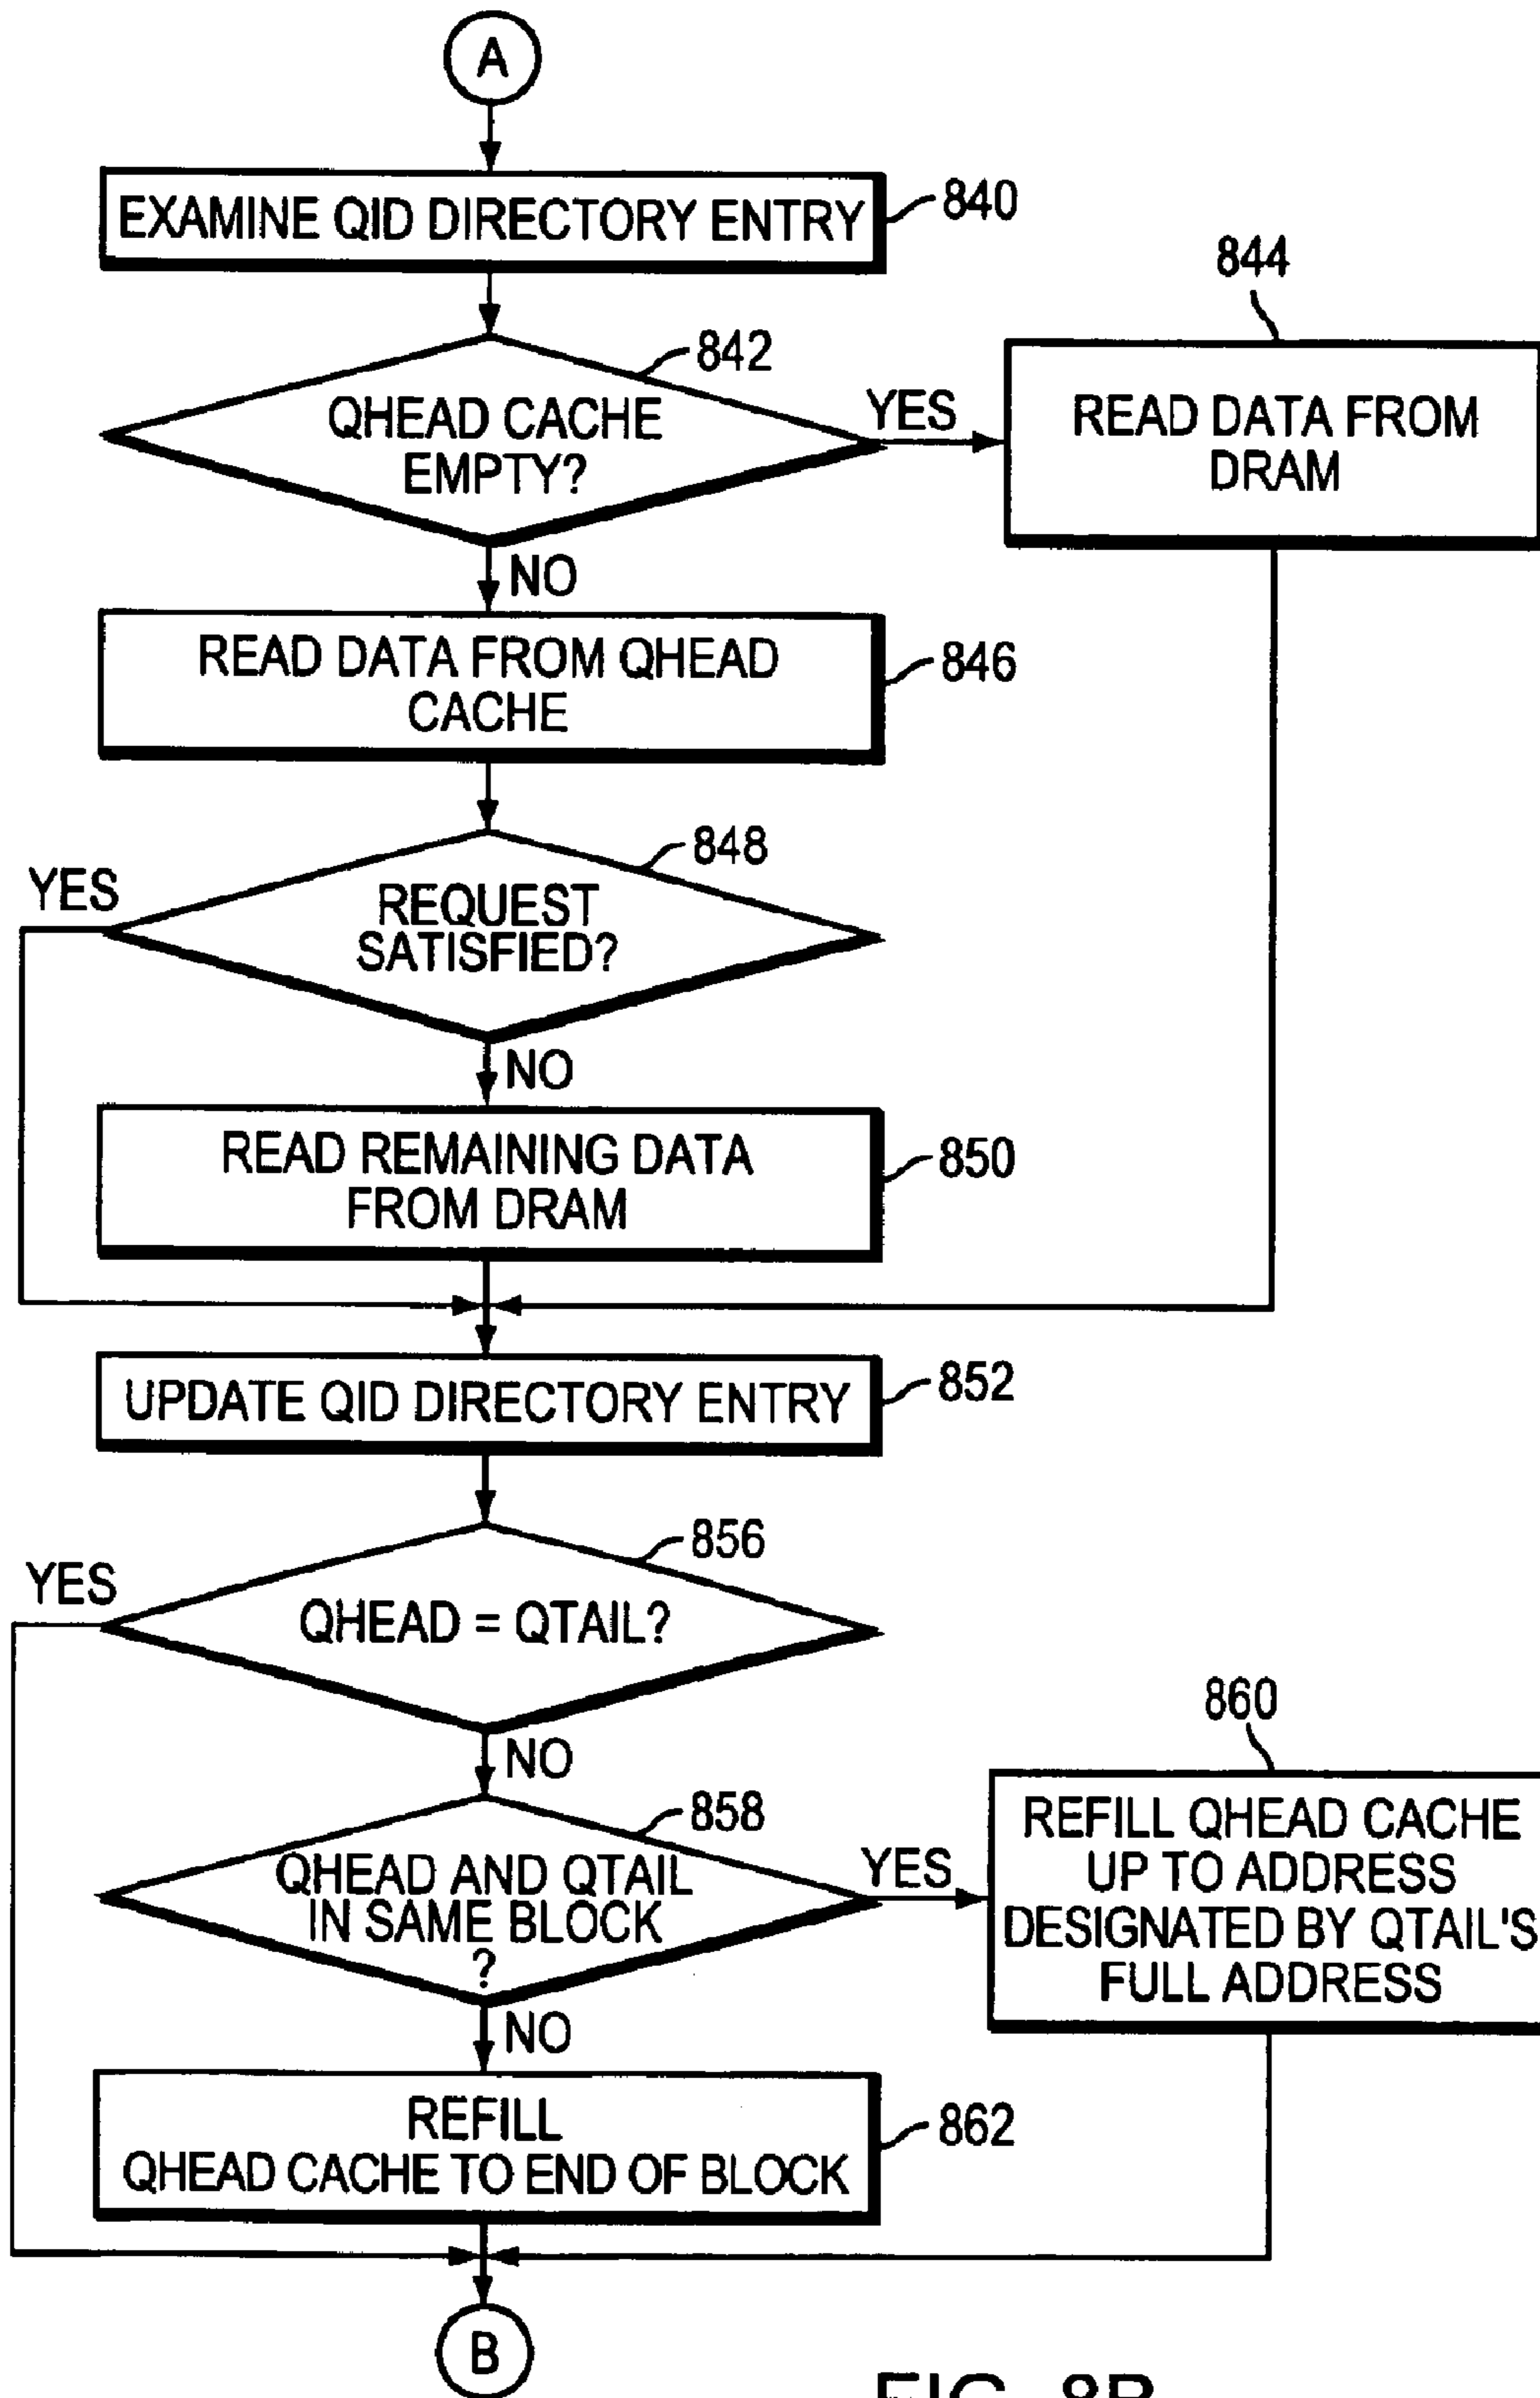 A
EXAMINE QID DIRECTORY ENTRY
840
842
QHEAD CACHE
EMPTY?
YES
844
READ DATA FROM
DRAM
NO
READ DATA FROM QHEAD
CACHE
846
848
YES
REQUEST
SATISFIED?
NO
READ REMAINING DATA
FROM DRAM
850
UPDATE QID DIRECTORY ENTRY
852
856
YES
QHEAD = QTAIL?
NO
858
QHEAD AND QTAIL
IN SAME BLOCK
?
YES
860
REFILL QHEAD CACHE
UP TO ADDRESS
DESIGNATED BY QTAIL'S
FULL ADDRESS
NO
REFILL
QHEAD CACHE TO END OF BLOCK
862
B
FIG. 8B